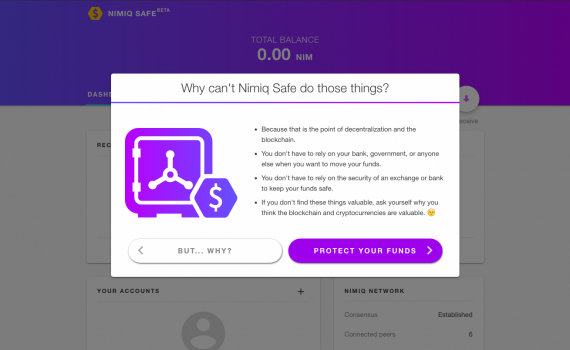 NIMIQ SAFE BETA
TOTAL BALANCE
0.00 NIM
DASH
Why can't Nimiq Safe do those things?
eceive
REC
Because that is the point of decentralization and the
blockchain.
You don't have to rely on your bank, government, or anyone
else when you want to move your funds.
You don't have to rely on the security of an exchange or bank
to keep your funds safe.
If you don't find these things valuable, ask yourself why you
think the blockchain and cryptocurrencies are valuable. 🤔
BUT... WHY?
PROTECT YOUR FUNDS
YOUR ACCOUNTS
NIMIQ NETWORK
Consensus Established
Connected peers 6